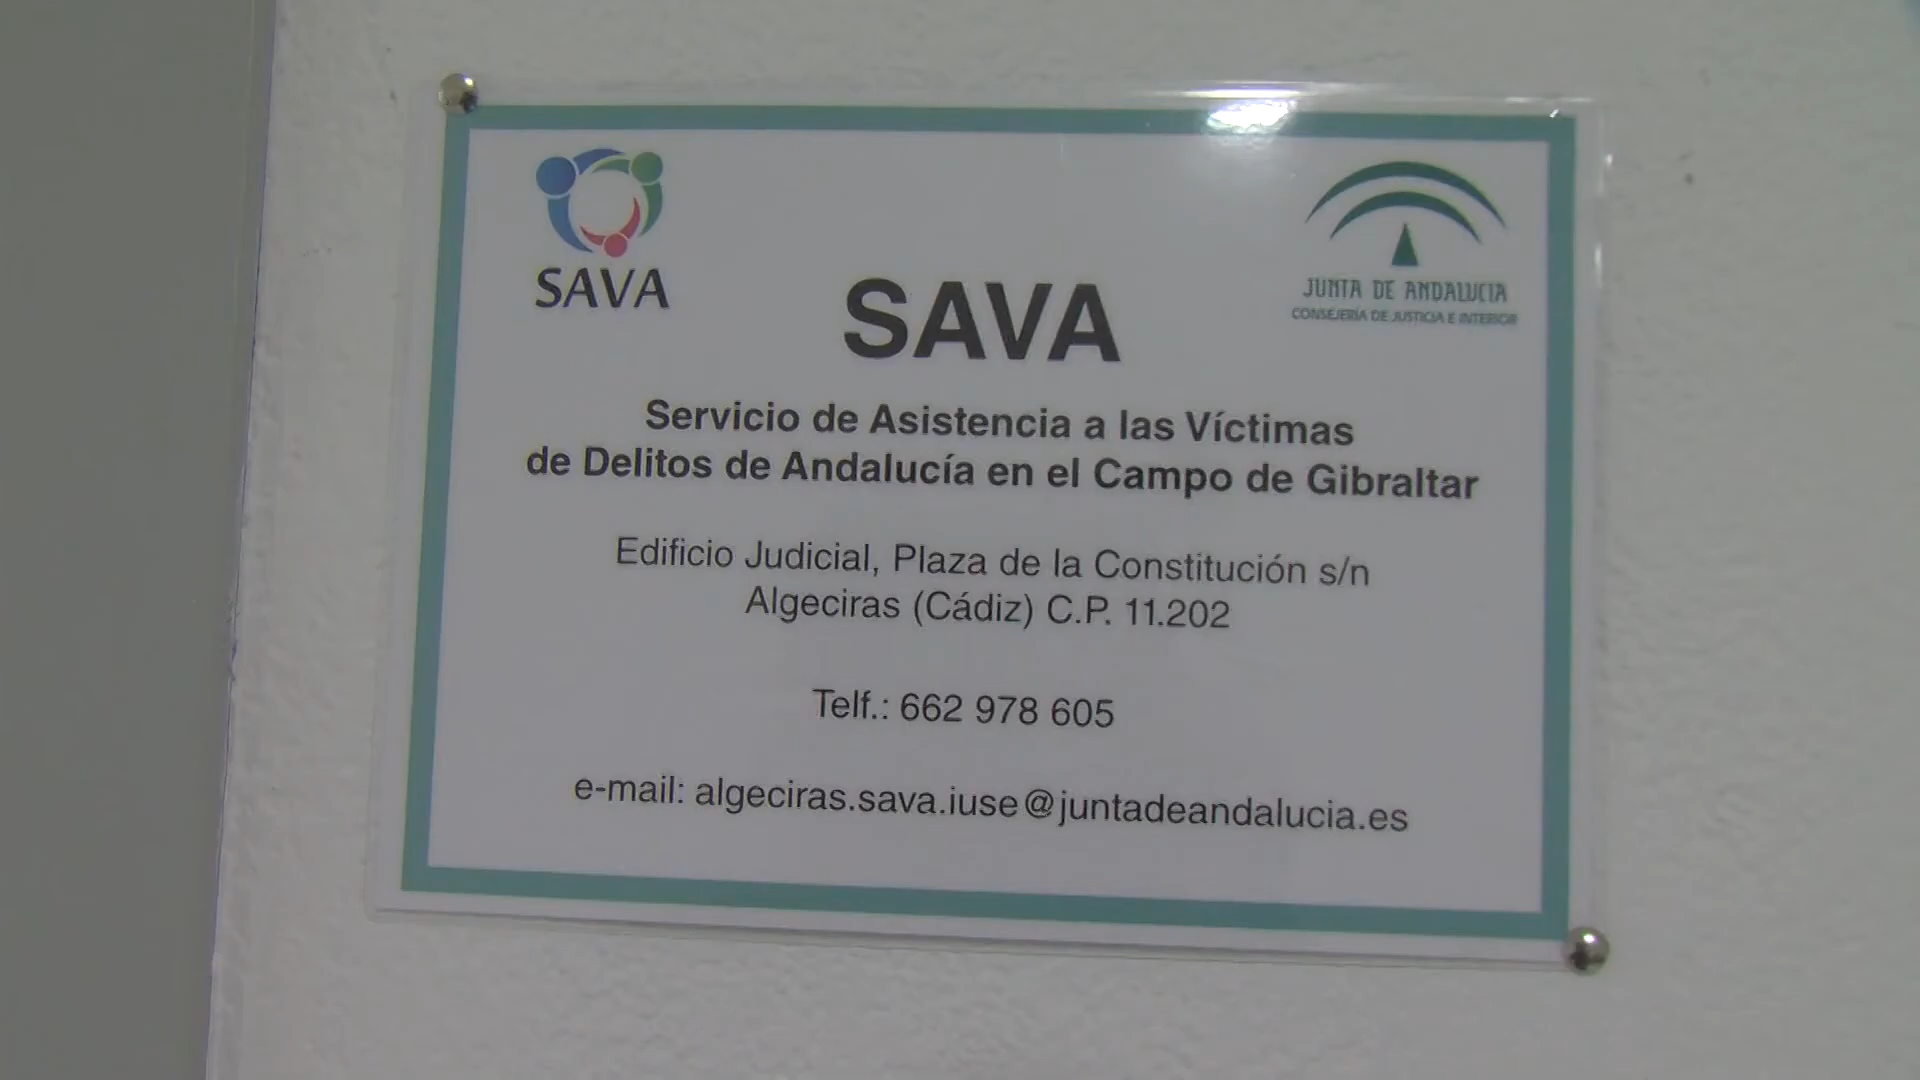 SAVA
JUNTA DE ANDALUCIA
CONSEJERÍA DE JUSTICIA E INTERIOR
SAVA
Servicio de Asistencia a las Víctimas
de Delitos de Andalucía en el Campo de Gibraltar
Edificio Judicial, Plaza de la Constitución s/n
Algeciras (Cádiz) C.P. 11.202
Telf.: 662 978 605
e-mail: algeciras.sava.iuse@juntadeandalucia.es